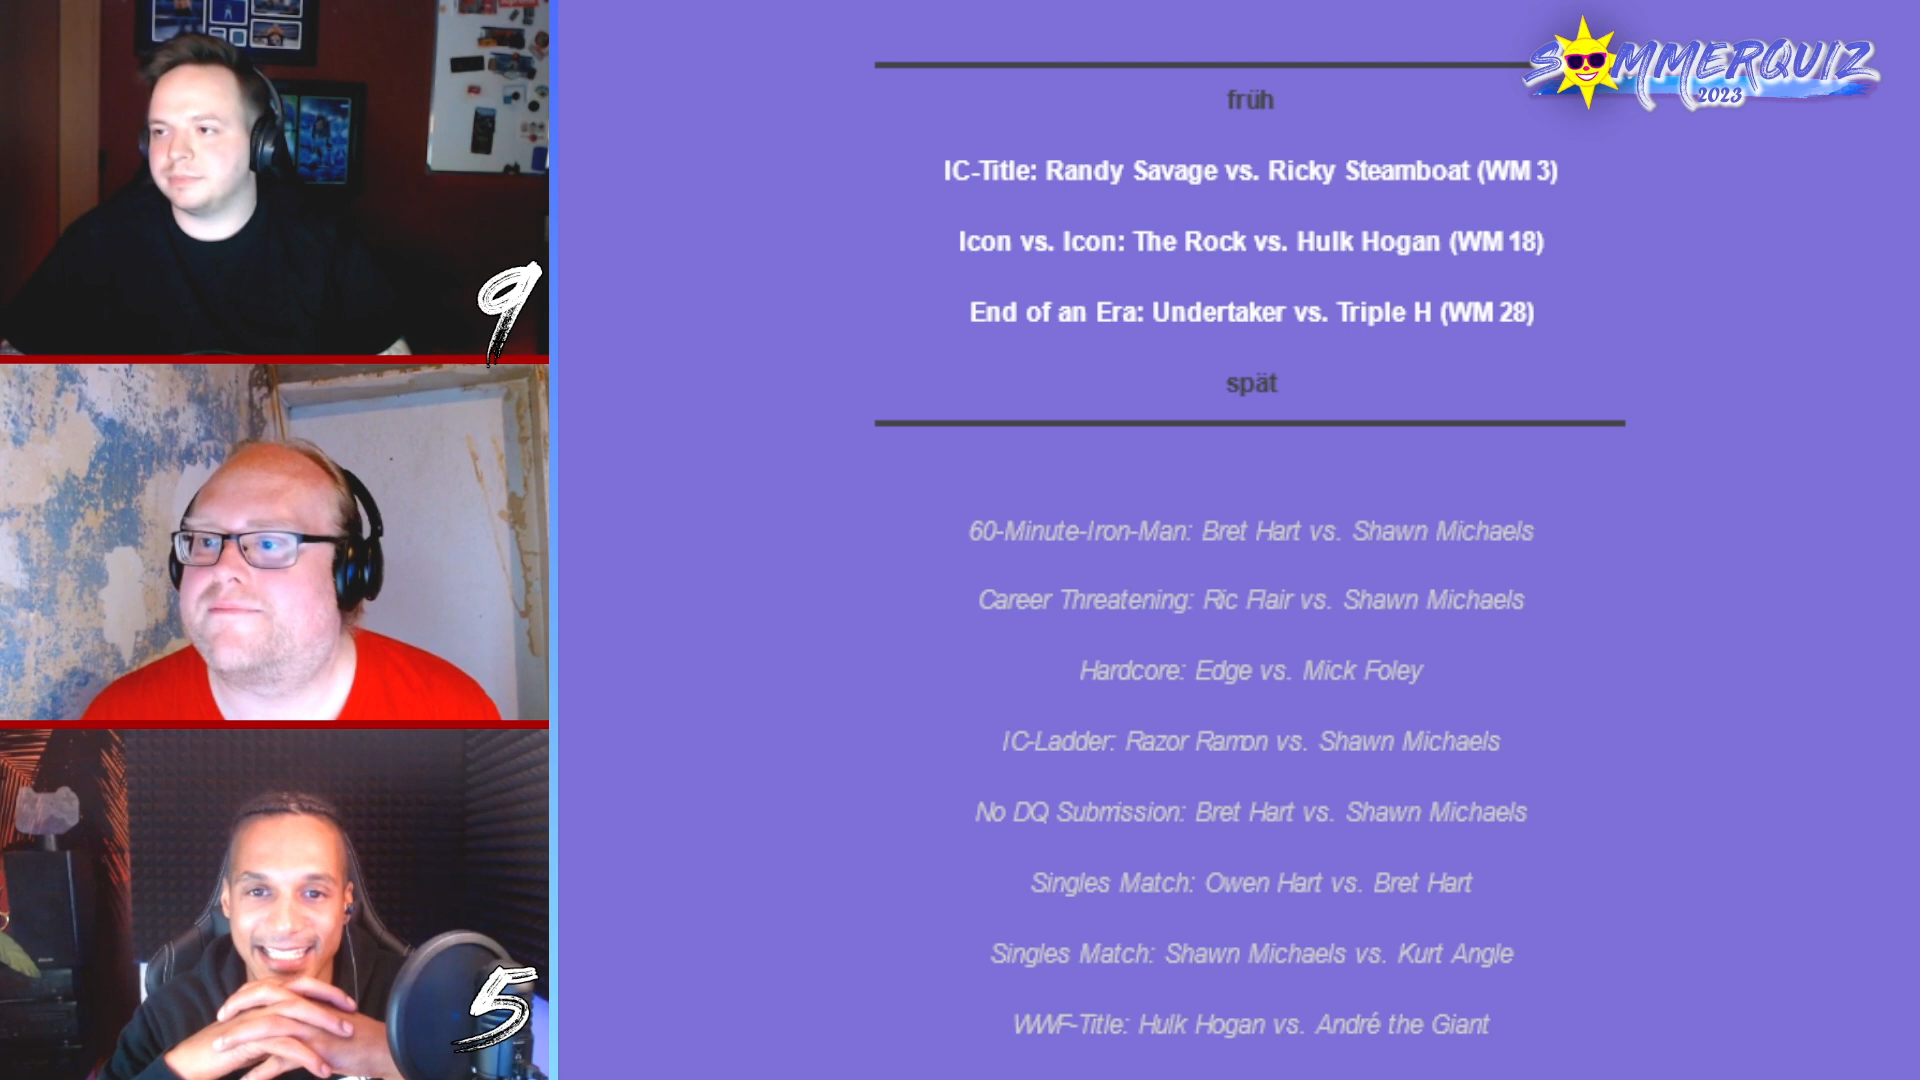 SOMMERQUIZ
2023
früh
IC-Title: Randy Savage vs. Ricky Steamboat (WM 3)
Icon vs. Icon: The Rock vs. Hulk Hogan (WM 18)
End of an Era: Undertaker vs. Triple H (WM 28)
spät
9
60-Minute-Iron-Man: Bret Hart vs. Shawn Michaels
Career Threatening: Ric Flair vs. Shawn Michaels
Hardcore: Edge vs. Mick Foley
IC-Ladder: Razor Ramon vs. Shawn Michaels
No DQ Submission: Bret Hart vs. Shawn Michaels
Singles Match: Owen Hart vs. Bret Hart
Singles Match: Shawn Michaels vs. Kurt Angle
WWF-Title: Hulk Hogan vs. André the Giant
5